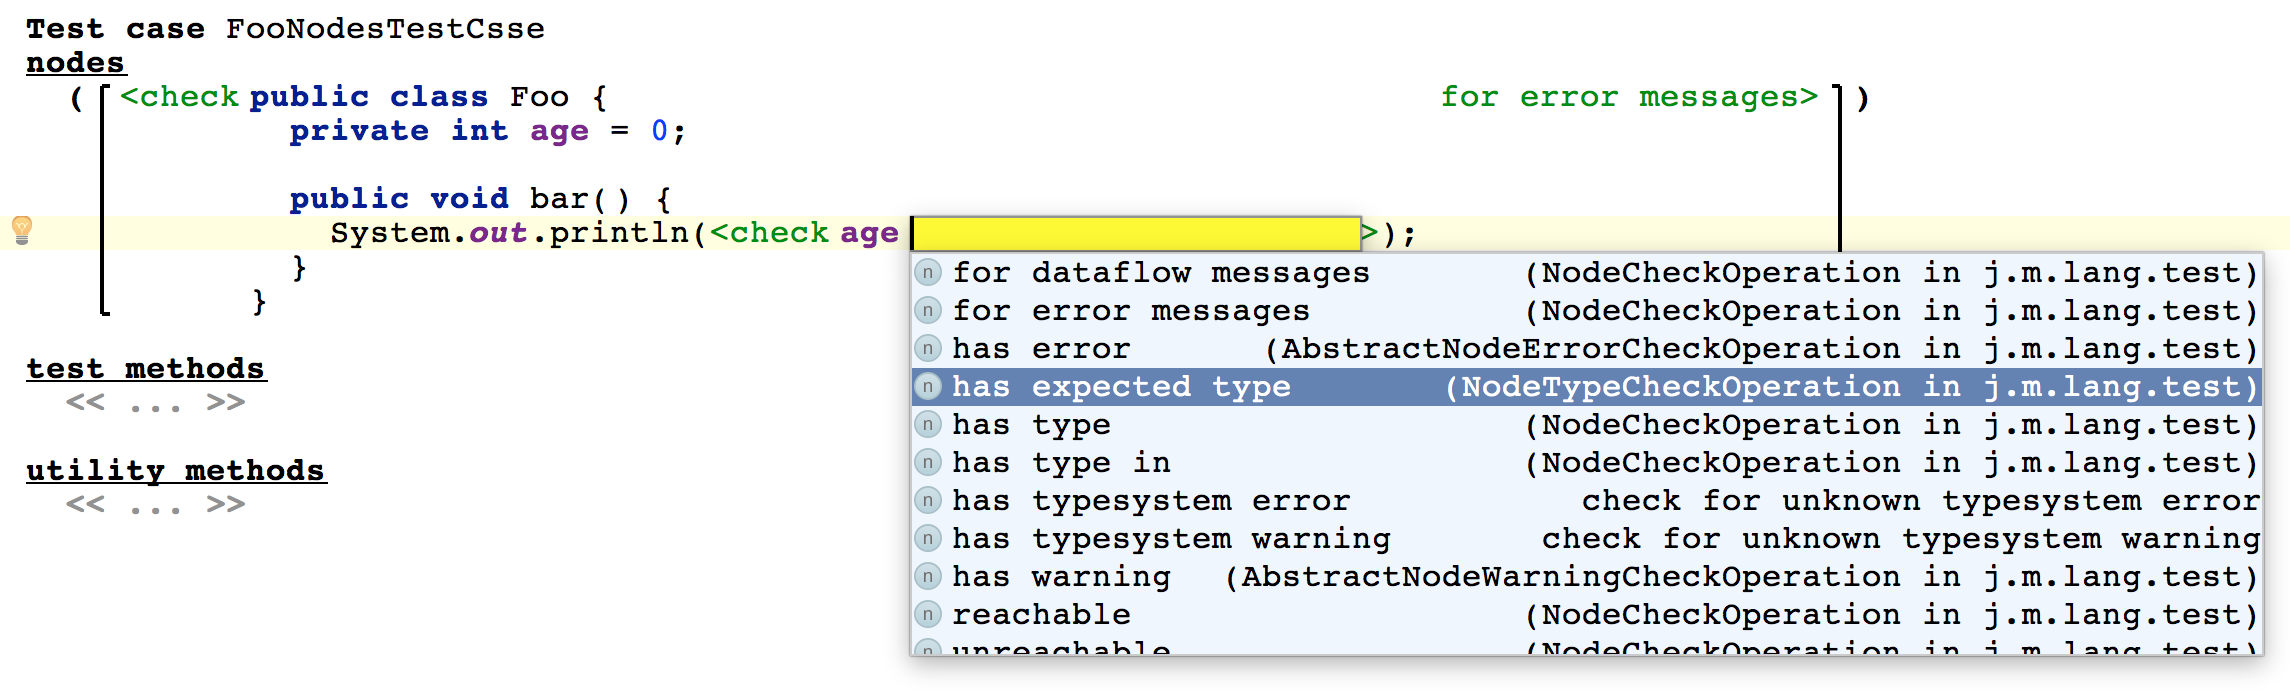 Test case FooNodesTestCsse
nodes
( <check public class Foo { for error messages> )
private int age = 0;
public void bar() {
System.out.println(<check age >);
}
}
n for dataflow messages (NodeCheckOperation in j.m.lang.test)
n for error messages (NodeCheckOperation in j.m.lang.test)
n has error (AbstractNodeErrorCheckOperation in j.m.lang.test)
n has expected type (NodeTypeCheckOperation in j.m.lang.test)
n has type (NodeCheckOperation in j.m.lang.test)
n has type in (NodeCheckOperation in j.m.lang.test)
n has typesystem error check for unknown typesystem error
n has typesystem warning check for unknown typesystem warning
n has warning (AbstractNodeWarningCheckOperation in j.m.lang.test)
n reachable (NodeCheckOperation in j.m.lang.test)
n unreachable (NodeCheckOperation in j.m.lang.test)
test methods
<< ... >>
utility methods
<< ... >>